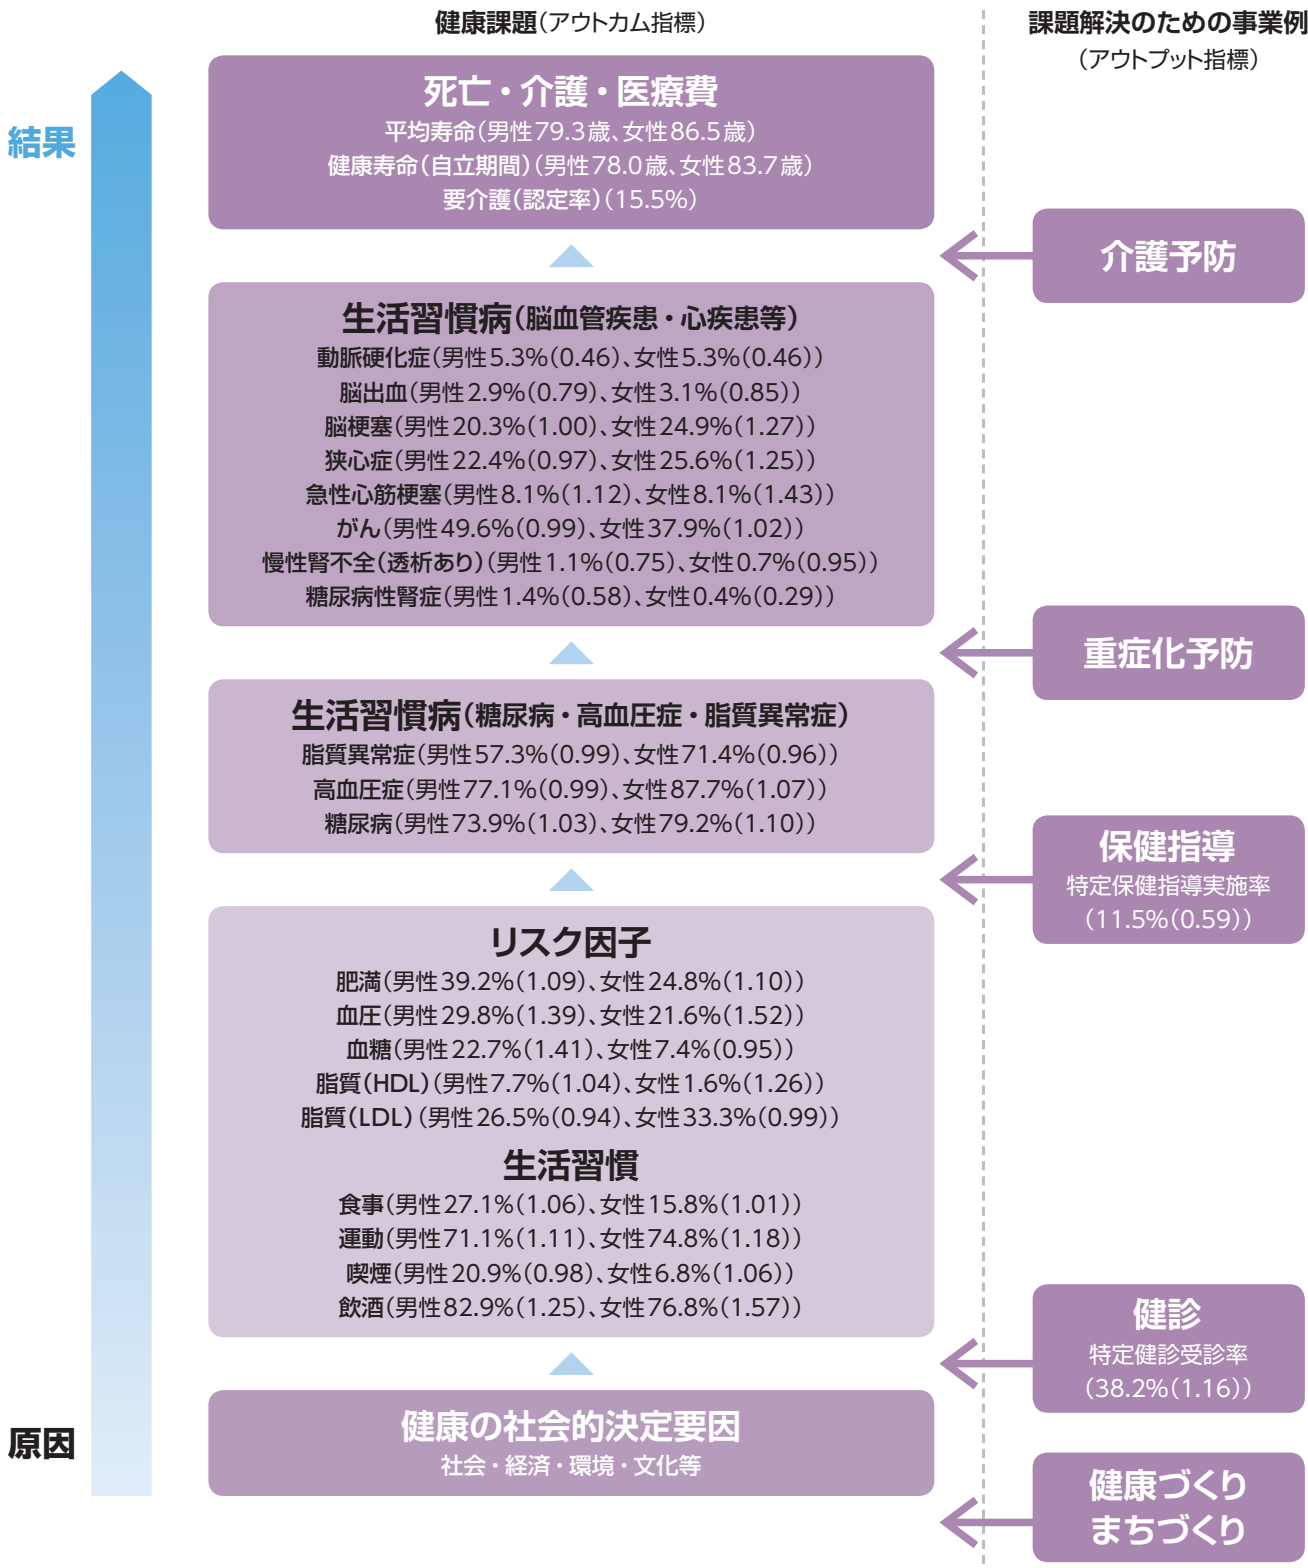 健康課題(アウトカム指標)
課題解決のための事業例
(アウトプット指標)
結果
死亡・介護・医療費
平均寿命(男性79.3歳、女性86.5歳)
健康寿命(自立期間)(男性78.0歳、女性83.7歳)
要介護(認定率)(15.5%)
介護予防
生活習慣病(脳血管疾患・心疾患等)
動脈硬化症(男性5.3%(0.46)、女性5.3%(0.46))
脳出血(男性2.9%(0.79)、女性3.1%(0.85))
脳梗塞(男性20.3%(1.00)、女性24.9%(1.27))
狭心症(男性22.4%(0.97)、女性25.6%(1.25))
急性心筋梗塞(男性8.1%(1.12)、女性8.1%(1.43))
がん(男性49.6%(0.99)、女性37.9%(1.02))
慢性腎不全(透析あり)(男性1.1%(0.75)、女性0.7%(0.95))
糖尿病性腎症(男性1.4%(0.58)、女性0.4%(0.29))
重症化予防
生活習慣病(糖尿病・高血圧症・脂質異常症)
脂質異常症(男性57.3%(0.99)、女性71.4%(0.96))
高血圧症(男性77.1%(0.99)、女性87.7%(1.07))
糖尿病(男性73.9%(1.03)、女性79.2%(1.10))
保健指導
特定保健指導実施率
(11.5%(0.59))
リスク因子
肥満(男性39.2%(1.09)、女性24.8%(1.10))
血圧(男性29.8%(1.39)、女性21.6%(1.52))
血糖(男性22.7%(1.41)、女性7.4%(0.95))
脂質(HDL)(男性7.7%(1.04)、女性1.6%(1.26))
脂質(LDL)(男性26.5%(0.94)、女性33.3%(0.99))
生活習慣
食事(男性27.1%(1.06)、女性15.8%(1.01))
運動(男性71.1%(1.11)、女性74.8%(1.18))
喫煙(男性20.9%(0.98)、女性6.8%(1.06))
飲酒(男性82.9%(1.25)、女性76.8%(1.57))
健診
特定健診受診率
(38.2%(1.16))
原因
健康の社会的決定要因
社会・経済・環境・文化等
健康づくり
まちづくり